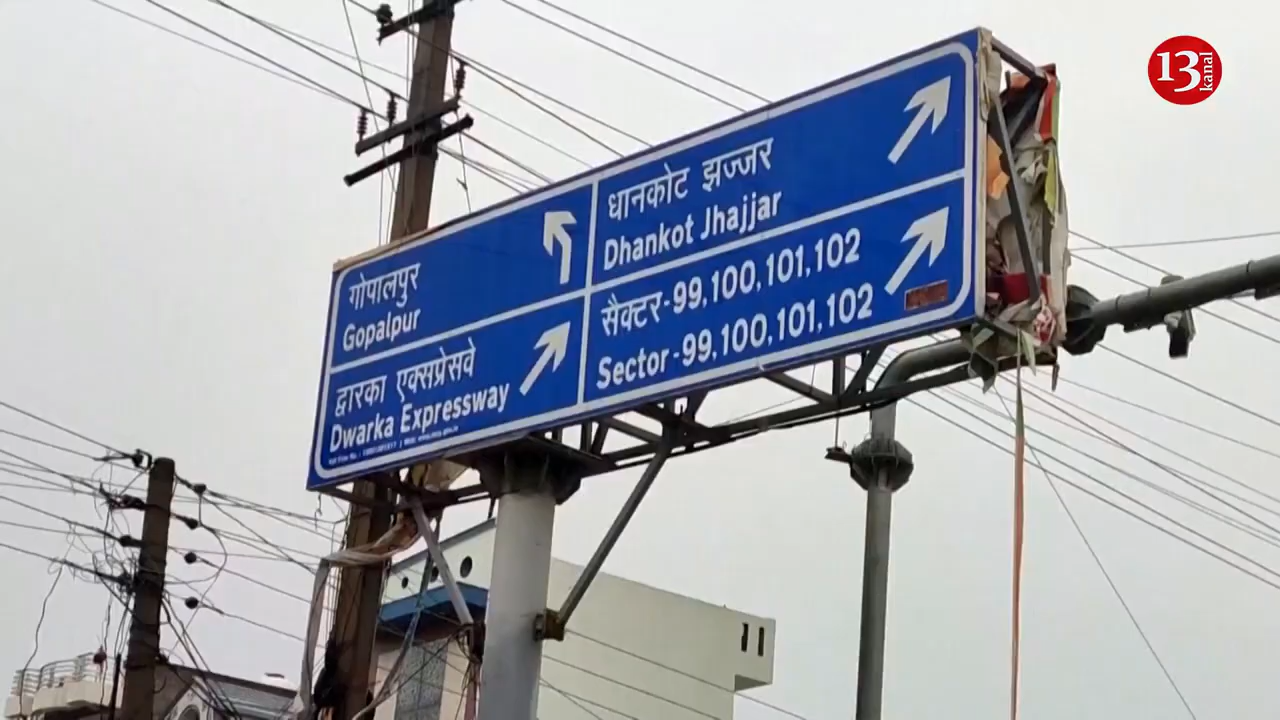 गोपालपुर
Gopalpur
द्वारका एक्सप्रेसवे
Dwarka Expressway
धानकोट झज्जर
Dhankot Jhajjar
सैक्टर-99,100,101,102
Sector-99,100,101,102
13
kanal